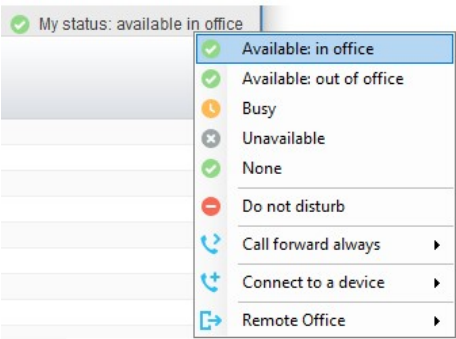 My status: available in office
Available: in office
Available: out of office
Busy
Unavailable
None
Do not disturb
Call forward always
Connect to a device
Remote Office